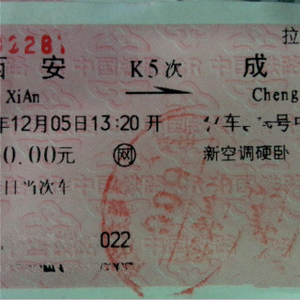 拉
02281
西 安 K5次 成
XiAn Cheng
年12月05日13:20开 车 号中
0.00元 网 新空调硬卧
日当次车
022